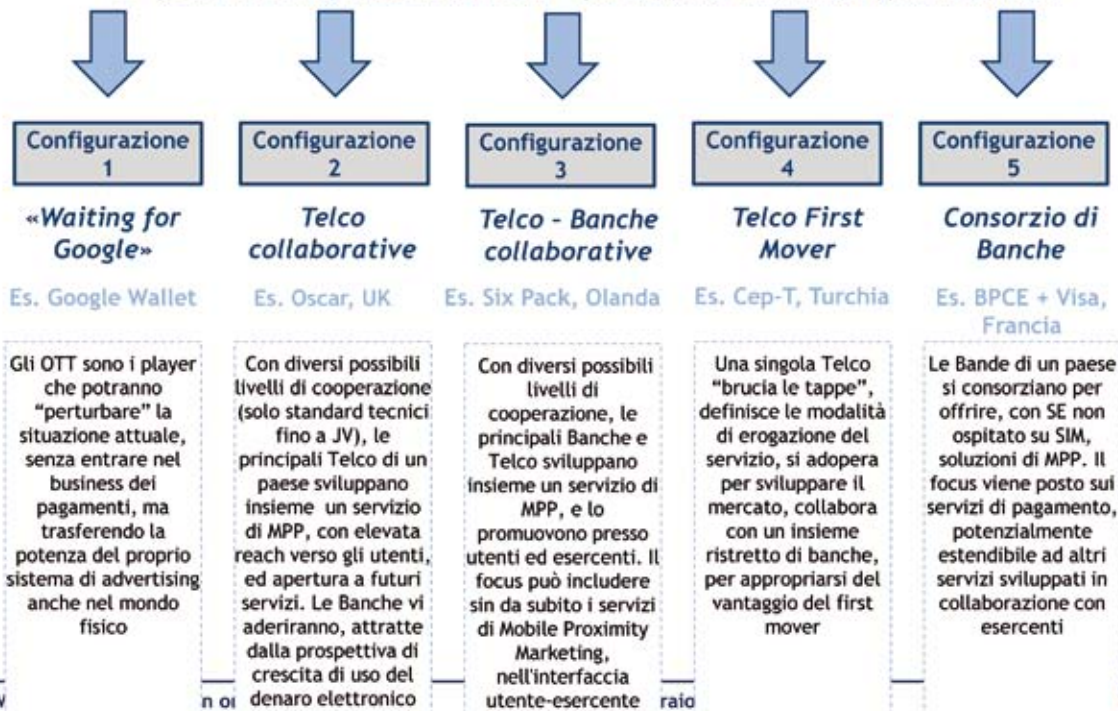 Configurazione
1
«Waiting for
Google»
Es. Google Wallet
Gli OTT sono i player
che potranno
"perturbare" la
situazione attuale,
senza entrare nel
business dei
pagamenti, ma
trasferendo la
potenza del proprio
sistema di advertising
anche nel mondo
fisico
Configurazione
2
Telco
collaborative
Es. Oscar, UK
Con diversi possibili
livelli di cooperazione
(solo standard tecnici
fino a JV), le
principali Telco di un
paese sviluppano
insieme un servizio
di MPP, con elevata
reach verso gli utenti,
ed apertura a futuri
servizi. Le Banche vi
aderiranno, attratte
dalla prospettiva di
crescita di uso del
denaro elettronico
Configurazione
3
Telco - Banche
collaborative
Es. Six Pack, Olanda
Con diversi possibili
livelli di
cooperazione, le
principali Banche e
Telco sviluppano
insieme un servizio di
MPP, e lo
promuovono presso
utenti ed esercenti. Il
focus può includere
sin da subito i servizi
di Mobile Proximity
Marketing,
nell'interfaccia
utente-esercente
Configurazione
4
Telco First
Mover
Es. Cep-T, Turchia
Una singola Telco
"brucia le tappe",
definisce le modalità
di erogazione del
servizio, si adopera
per sviluppare il
mercato, collabora
con un insieme
ristretto di banche,
per appropriarsi del
vantaggio del first
mover
Configurazione
5
Consorzio di
Banche
Es. BPCE + Visa,
Francia
Le Bande di un paese
si consorziano per
offrire, con SE non
ospitato su SIM,
soluzioni di MPP. Il
focus viene posto sui
servizi di pagamento,
potenzialmente
estendibile ad altri
servizi sviluppati in
collaborazione con
esercenti